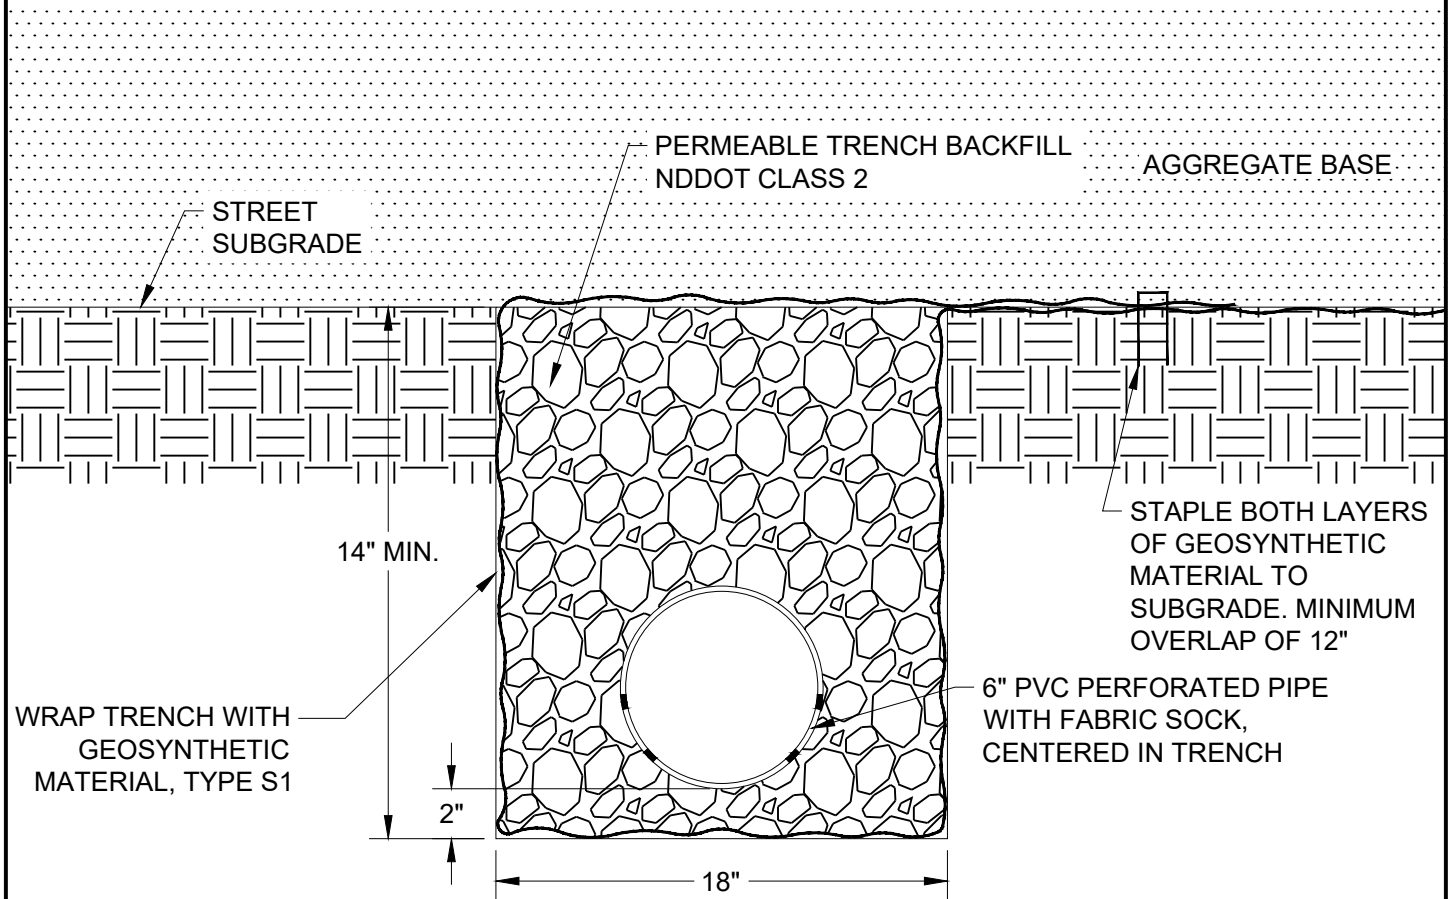 PERMEABLE TRENCH BACKFILL
NDDOT CLASS 2
AGGREGATE BASE
STREET
SUBGRADE
14" MIN.
STAPLE BOTH LAYERS
OF GEOSYNTHETIC
MATERIAL TO
SUBGRADE. MINIMUM
OVERLAP OF 12"
WRAP TRENCH WITH
GEOSYNTHETIC
MATERIAL, TYPE S1
6" PVC PERFORATED PIPE
WITH FABRIC SOCK,
CENTERED IN TRENCH
2"
18"